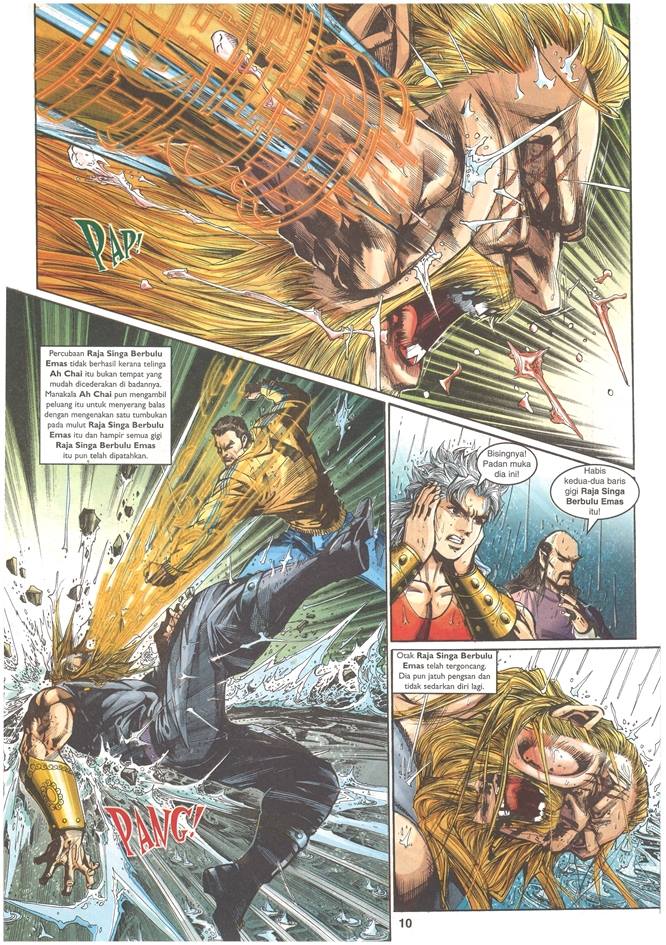 PAP!
Percubaan Raja Singa Berbulu
Emas tidak berhasil kerana telinga
Ah Chai itu bukan tempat yang
mudah dicederakan di badannya.
Manakala Ah Chai pun mengambil
peluang itu untuk menyerang balas
dengan mengenakan satu tumbukan
pada mulut Raja Singa Berbulu
Emas itu dan hampir semua gigi
Raja Singa Berbulu Emas
itu pun telah dipatahkan.
PANG!
Bisingnya!
Padan muka
dia ini!
Habis
kedua-dua baris
gigi Raja Singa
Berbulu Emas
itu!
Otak Raja Singa Berbulu
Emas telah tergoncang.
Dia pun jatuh pengsan dan
tidak sedarkan diri lagi.
10